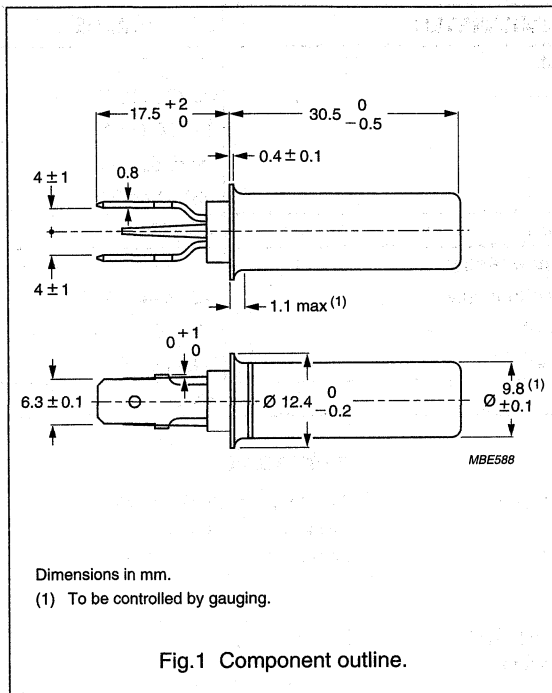 17.5 +2 0
30.5 0 −0.5
0.4 ± 0.1
4 ± 1
0.8
4 ± 1
1.1 max (1)
0 +1 0
6.3 ± 0.1
Ø 12.4 0 −0.2
Ø 9.8 (1) ±0.1
MBE588
Dimensions in mm.
(1) To be controlled by gauging.
Fig.1 Component outline.